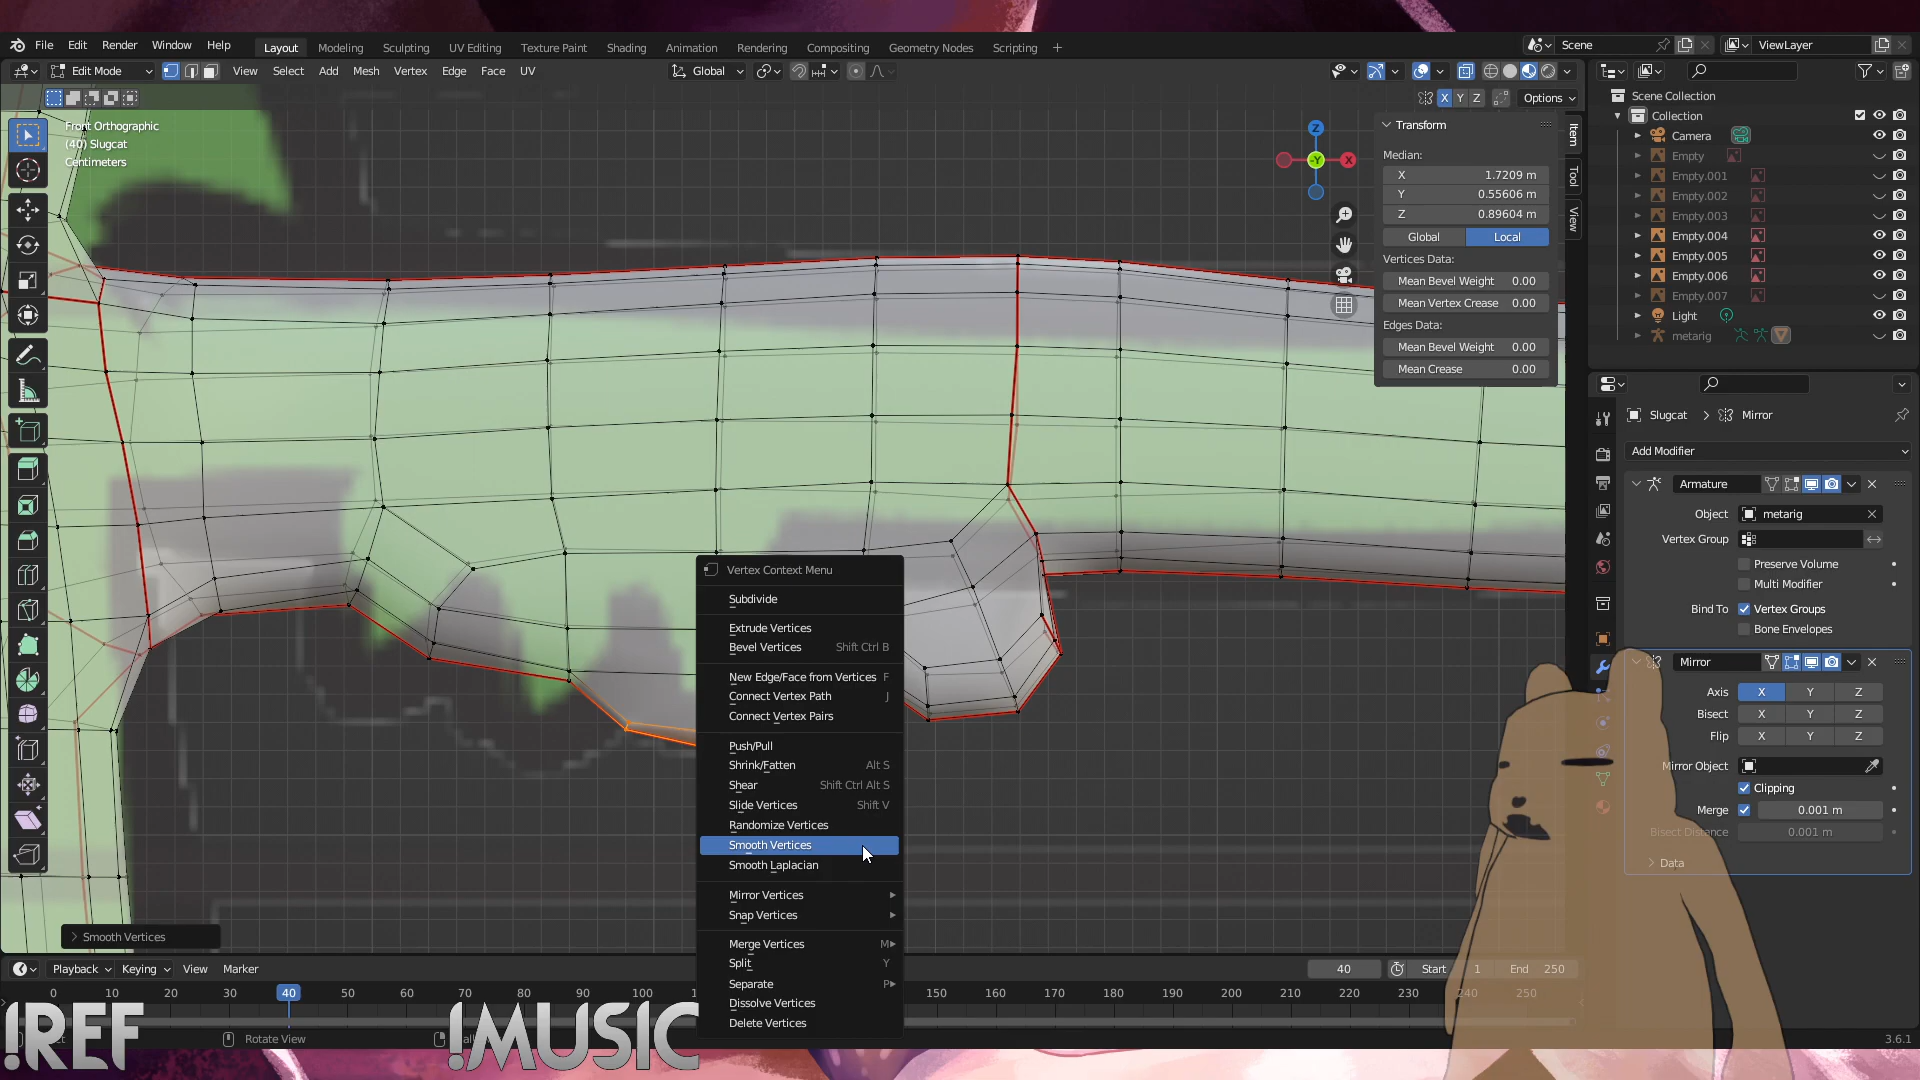 File Edit Render Window Help Layout Modeling Sculpting UV Editing Texture Paint Shading Animation Rendering Compositing Geometry Nodes Scripting + Scene ViewLayer
Edit Mode View Select Add Mesh Vertex Edge Face UV Global
X Y Z Options
Front Orthographic
(40) Slugcat
Centimeters
Z
-Y
X
Transform
Median:
X 1.7209 m
Y 0.55606 m
Z 0.89604 m
Global Local
Vertices Data:
Mean Bevel Weight 0.00
Mean Vertex Crease 0.00
Edges Data:
Mean Bevel Weight 0.00
Mean Crease 0.00
Item
Tool
View
Scene Collection
Collection
Camera
Empty
Empty.001
Empty.002
Empty.003
Empty.004
Empty.005
Empty.006
Empty.007
Light
metarig
Slugcat > Mirror
Add Modifier
Armature
Object metarig
Vertex Group
Preserve Volume
Multi Modifier
Bind To Vertex Groups
Bone Envelopes
Mirror
Axis X Y Z
Bisect X Y Z
Flip X Y Z
Mirror Object
Clipping
Merge 0.001 m
Bisect Distance 0.001 m
Data
Vertex Context Menu
Subdivide
Extrude Vertices
Bevel Vertices Shift Ctrl B
New Edge/Face from Vertices F
Connect Vertex Path J
Connect Vertex Pairs
Push/Pull
Shrink/Fatten Alt S
Shear Shift Ctrl Alt S
Slide Vertices Shift V
Randomize Vertices
Smooth Vertices
Smooth Laplacian
Mirror Vertices
Snap Vertices
Merge Vertices M
Split Y
Separate P
Dissolve Vertices
Delete Vertices
Smooth Vertices
Playback Keying View Marker 40 Start 1 End 250
0 10 20 30 40 50 60 70 80 90 100 150 160 170 180 190 200 210 220 230 240 250
Rotate View 3.6.1
!REF
!MUSIC